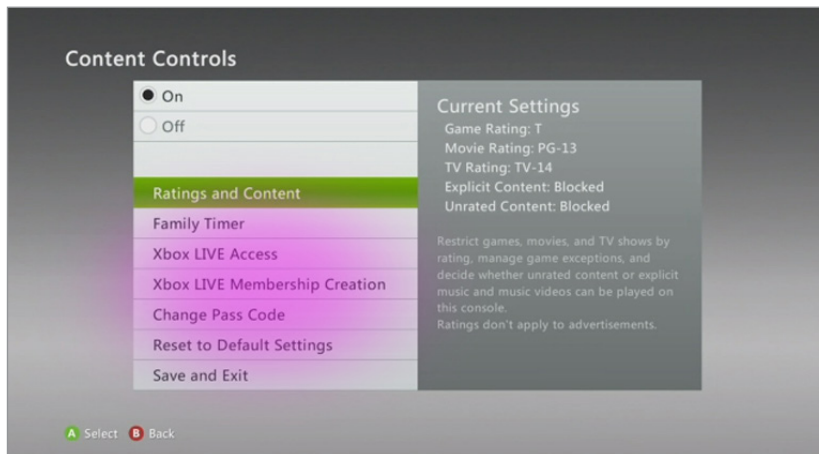 Content Controls
On
Off
Ratings and Content
Family Timer
Xbox LIVE Access
Xbox LIVE Membership Creation
Change Pass Code
Reset to Default Settings
Save and Exit
Current Settings
Game Rating: T
Movie Rating: PG-13
TV Rating: TV-14
Explicit Content: Blocked
Unrated Content: Blocked
Restrict games, movies, and TV shows by
rating, manage game exceptions, and
decide whether unrated content or explicit
music and music videos can be played on
this console.
Ratings don't apply to advertisements.
A Select B Back